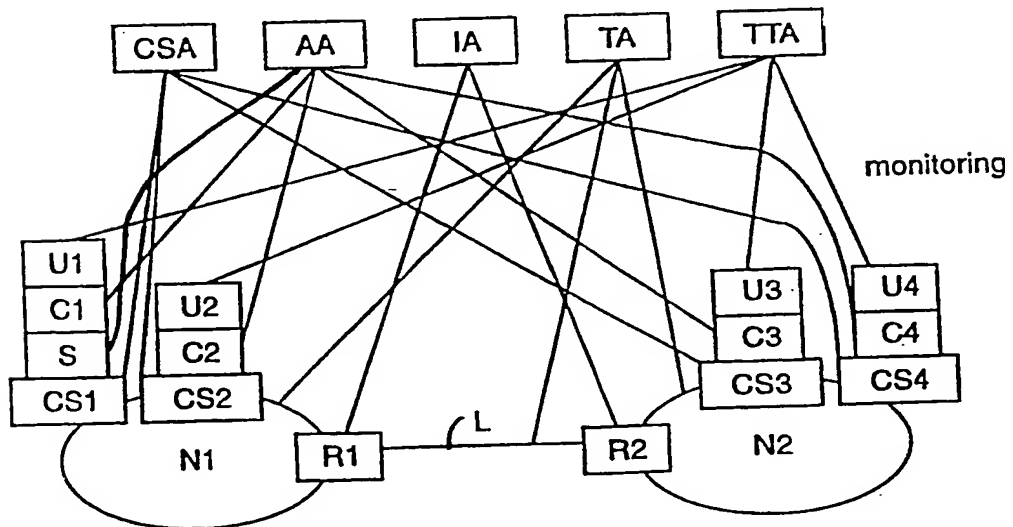 CSA AA IA TA TTA
monitoring
U1
C1
S
CS1
U2
C2
CS2
U3
C3
CS3
U4
C4
CS4
N1
R1
L
R2
N2